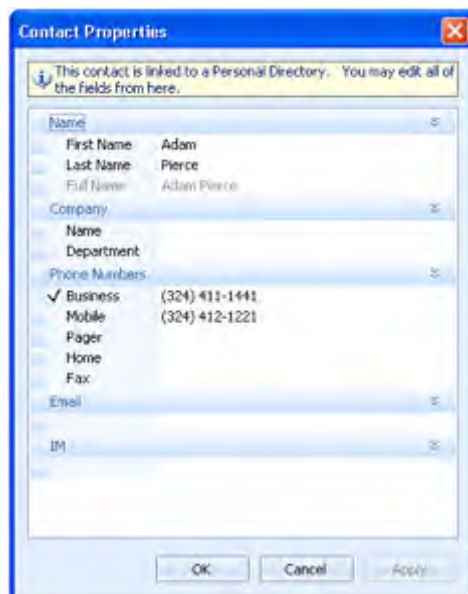 Contact Properties
This contact is linked to a Personal Directory. You may edit all of
the fields from here.
Name
First Name Adam
Last Name Pierce
Full Name Adam Pierce
Company
Name
Department
Phone Numbers
✓ Business (324) 411-1441
Mobile (324) 412-1221
Pager
Home
Fax
Email
IM
OK Cancel Apply